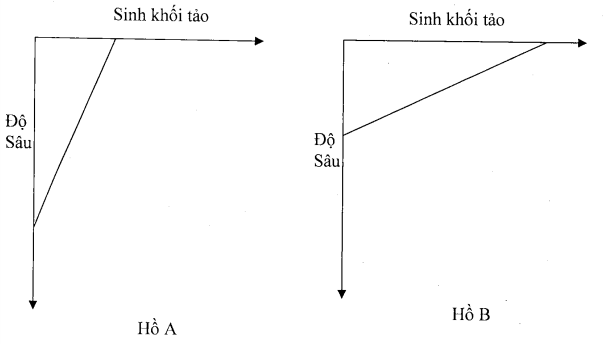 Sinh khối tảo
Độ
Sâu
Hồ A
Sinh khối tảo
Độ
Sâu
Hồ B